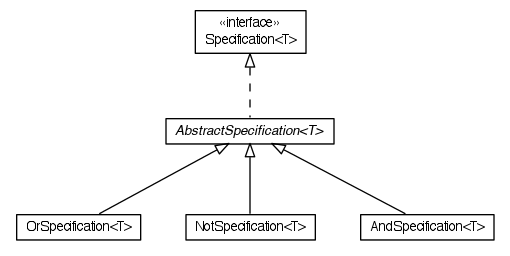 «interface»
Specification<T>
AbstractSpecification<T>
OrSpecification<T>
NotSpecification<T>
AndSpecification<T>